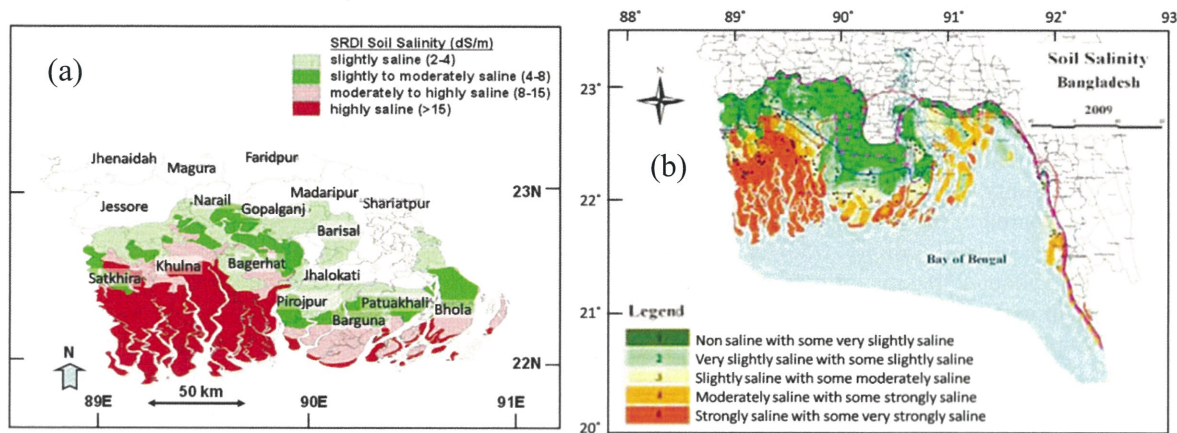 (a)
SRDI Soil Salinity (dS/m)
slightly saline (2-4)
slightly to moderately saline (4-8)
moderately to highly saline (8-15)
highly saline (>15)
Jhenaidah
Magura
Faridpur
23N
Jessore
Narail
Gopalganj
Madaripur
Shariatpur
Barisal
Satkhira
Khulna
Bagerhat
Jhalokati
Pirojpur
Patuakhali
Bhola
Barguna
N
22N
50 km
89E
90E
91E
88°
89°
90°
91°
92°
93
23°
22°
21°
20°
(b)
Soil Salinity
Bangladesh
2009
Bay of Bengal
Legend
1 Non saline with some very slightly saline
2 Very slightly saline with some slightly saline
3 Slightly saline with some moderately saline
4 Moderately saline with some strongly saline
Strongly saline with some very strongly saline